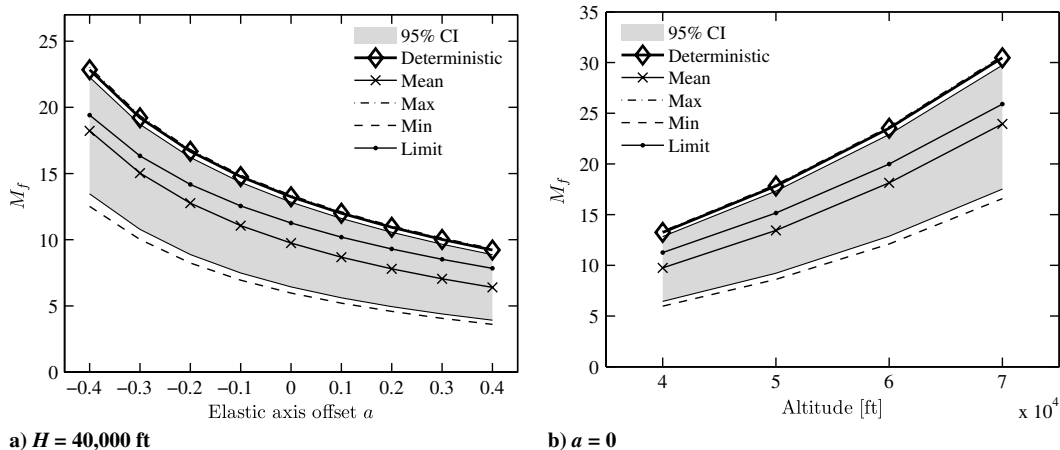 25
20
15
10
5
0
M_f
95% CI
Deterministic
Mean
Max
Min
Limit
−0.4 −0.3 −0.2 −0.1 0 0.1 0.2 0.3 0.4
Elastic axis offset a
a) H = 40,000 ft
35
30
25
20
15
10
5
0
M_f
95% CI
Deterministic
Mean
Max
Min
Limit
4 5 6 7
Altitude [ft]
x 10^4
b) a = 0